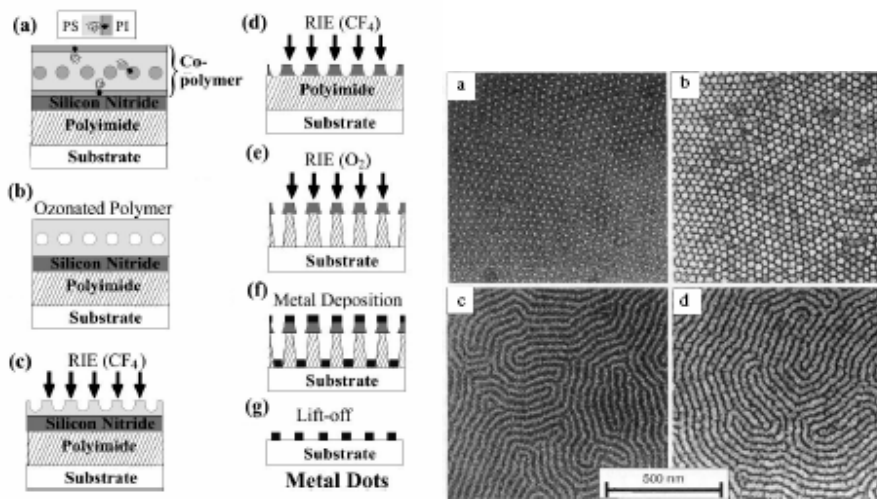 (a)
PS PI
Co-
polymer
Silicon Nitride
Polyimide
Substrate
(b)
Ozonated Polymer
Silicon Nitride
Polyimide
Substrate
(c)
RIE (CF4)
Silicon Nitride
Polyimide
Substrate
(d)
RIE (CF4)
Polyimide
Substrate
(e)
RIE (O2)
Substrate
(f)
Metal Deposition
Substrate
(g)
Lift-off
Substrate
Metal Dots
a
b
c
d
500 nm